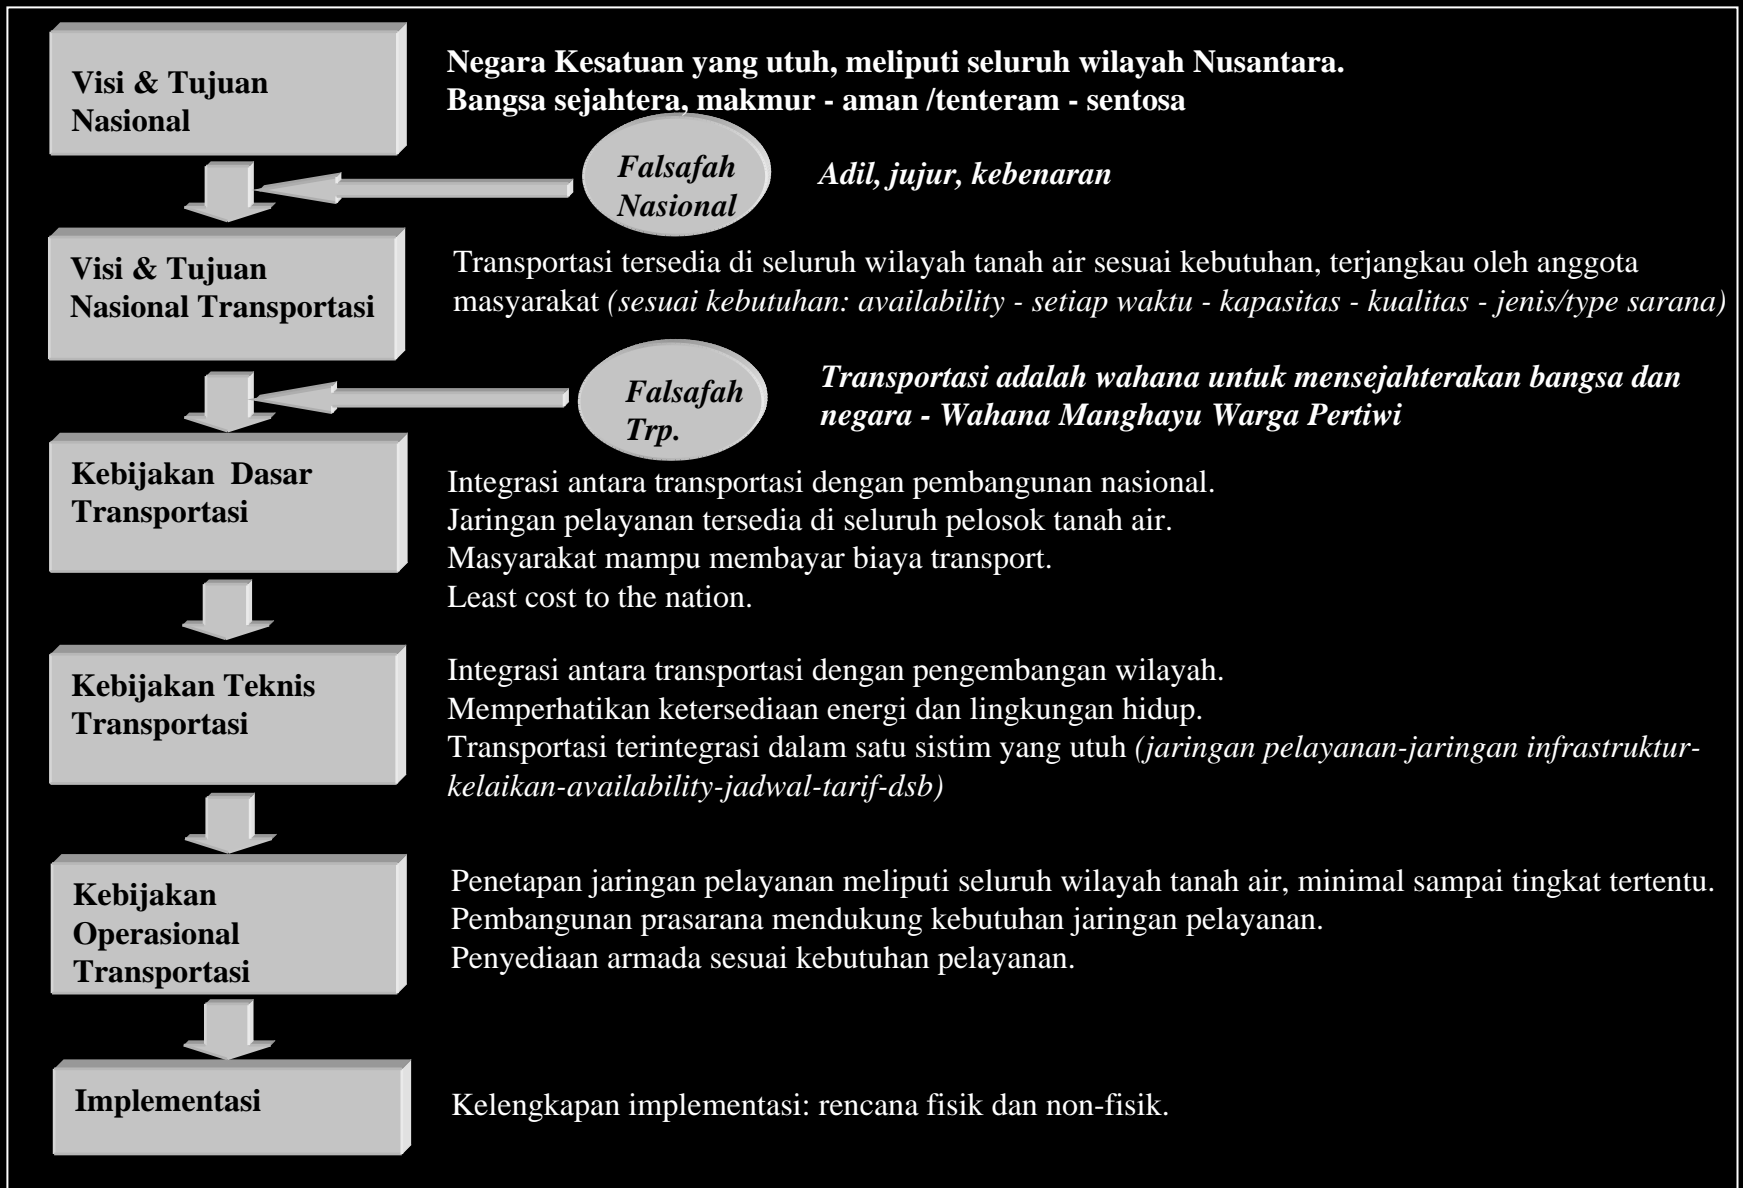 Visi & Tujuan
Nasional
Negara Kesatuan yang utuh, meliputi seluruh wilayah Nusantara.
Bangsa sejahtera, makmur - aman /tenteram - sentosa
Falsafah
Nasional
Adil, jujur, kebenaran
Visi & Tujuan
Nasional Transportasi
Transportasi tersedia di seluruh wilayah tanah air sesuai kebutuhan, terjangkau oleh anggota
masyarakat (sesuai kebutuhan: availability - setiap waktu - kapasitas - kualitas - jenis/type sarana)
Falsafah
Trp.
Transportasi adalah wahana untuk mensejahterakan bangsa dan
negara - Wahana Manghayu Warga Pertiwi
Kebijakan Dasar
Transportasi
Integrasi antara transportasi dengan pembangunan nasional.
Jaringan pelayanan tersedia di seluruh pelosok tanah air.
Masyarakat mampu membayar biaya transport.
Least cost to the nation.
Kebijakan Teknis
Transportasi
Integrasi antara transportasi dengan pengembangan wilayah.
Memperhatikan ketersediaan energi dan lingkungan hidup.
Transportasi terintegrasi dalam satu sistim yang utuh (jaringan pelayanan-jaringan infrastruktur-
kelaikan-availability-jadwal-tarif-dsb)
Kebijakan
Operasional
Transportasi
Penetapan jaringan pelayanan meliputi seluruh wilayah tanah air, minimal sampai tingkat tertentu.
Pembangunan prasarana mendukung kebutuhan jaringan pelayanan.
Penyediaan armada sesuai kebutuhan pelayanan.
Implementasi
Kelengkapan implementasi: rencana fisik dan non-fisik.